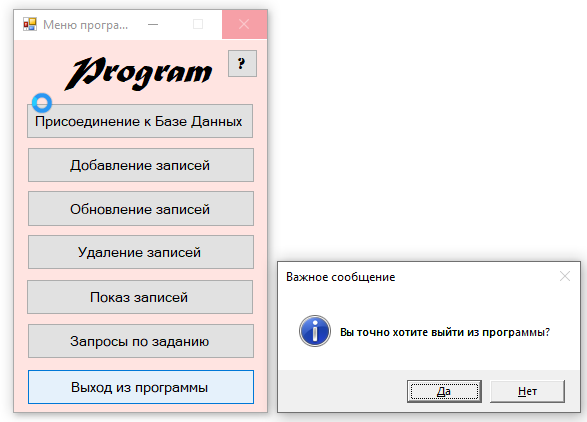 Меню програ...
Program
?
Присоединение к Базе Данных
Добавление записей
Обновление записей
Удаление записей
Показ записей
Запросы по заданию
Выход из программы
Важное сообщение
Вы точно хотите выйти из программы?
Да
Нет